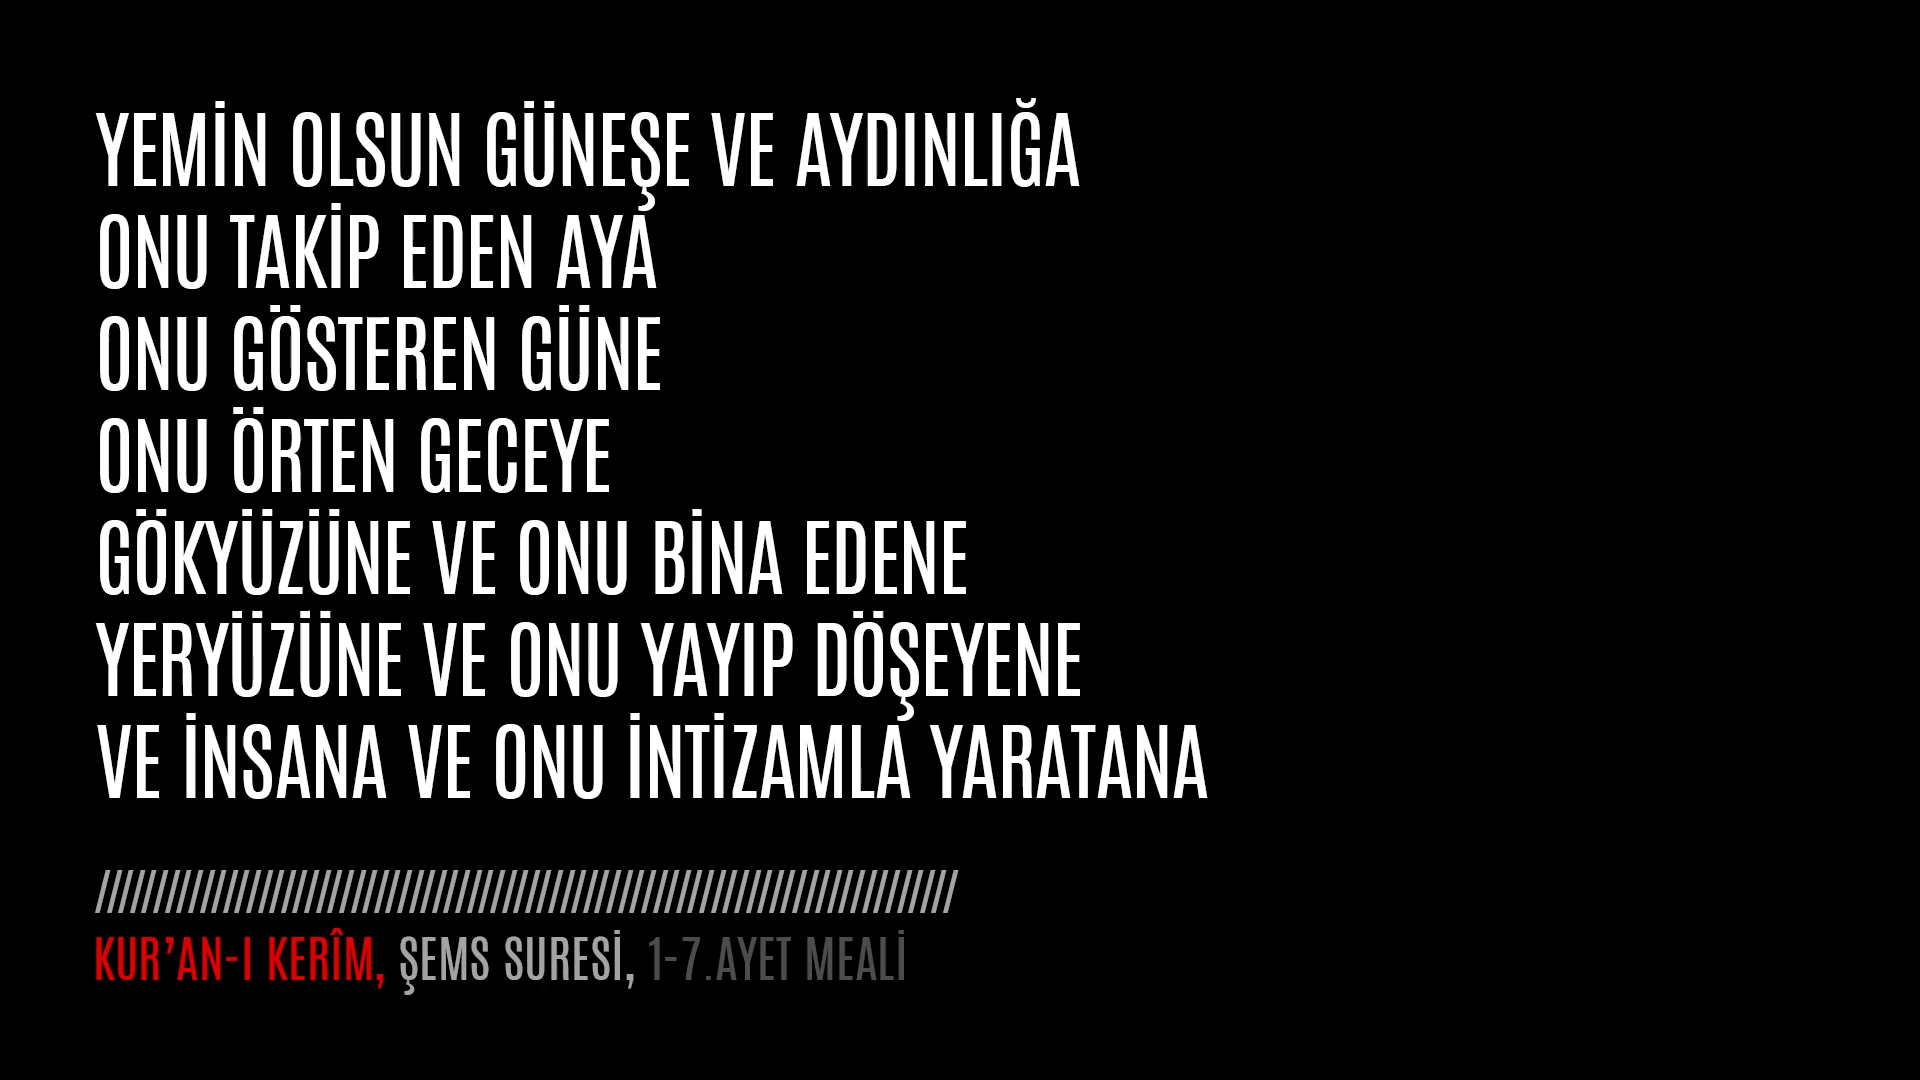 YEMİN OLSUN GÜNEŞE VE AYDINLIĞA
ONU TAKİP EDEN AYA
ONU GÖSTEREN GÜNE
ONU ÖRTEN GECEYE
GÖKYÜZÜNE VE ONU BİNA EDENE
YERYÜZÜNE VE ONU YAYIP DÖŞEYENE
VE İNSANA VE ONU İNTİZAMLA YARATANA
KUR’AN-I KERÎM, ŞEMS SURESİ, 1-7.AYET MEALİ